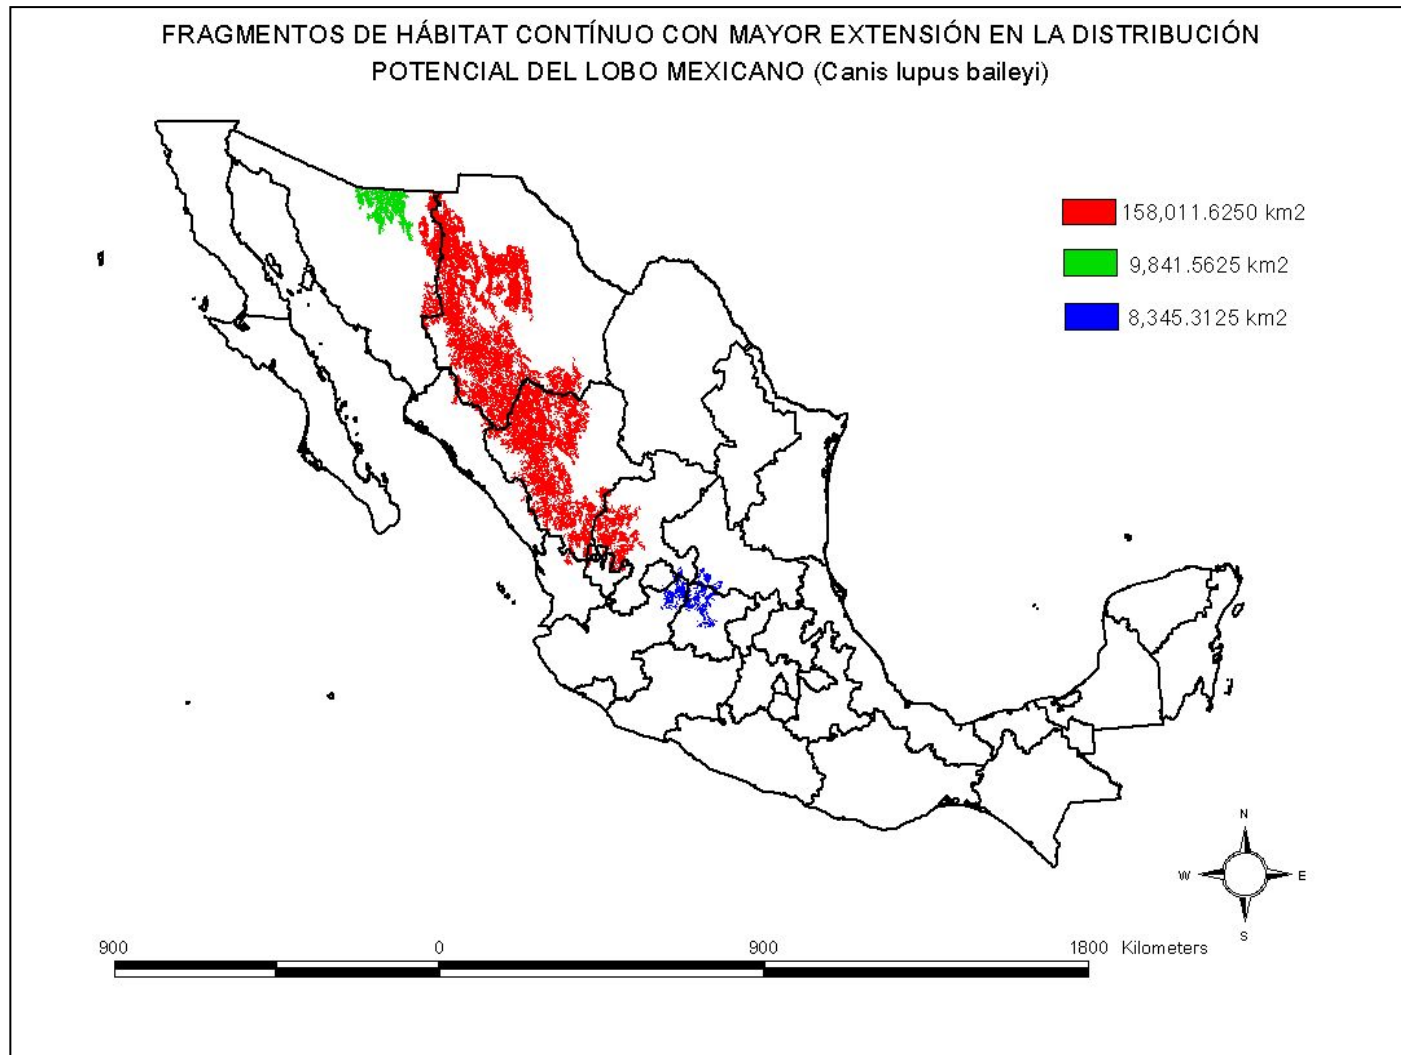 FRAGMENTOS DE HÁBITAT CONTÍNUO CON MAYOR EXTENSIÓN EN LA DISTRIBUCIÓN
POTENCIAL DEL LOBO MEXICANO (Canis lupus baileyi)
158,011.6250 km2
9,841.5625 km2
8,345.3125 km2
N
W E
S
900 0 900 1800 Kilometers